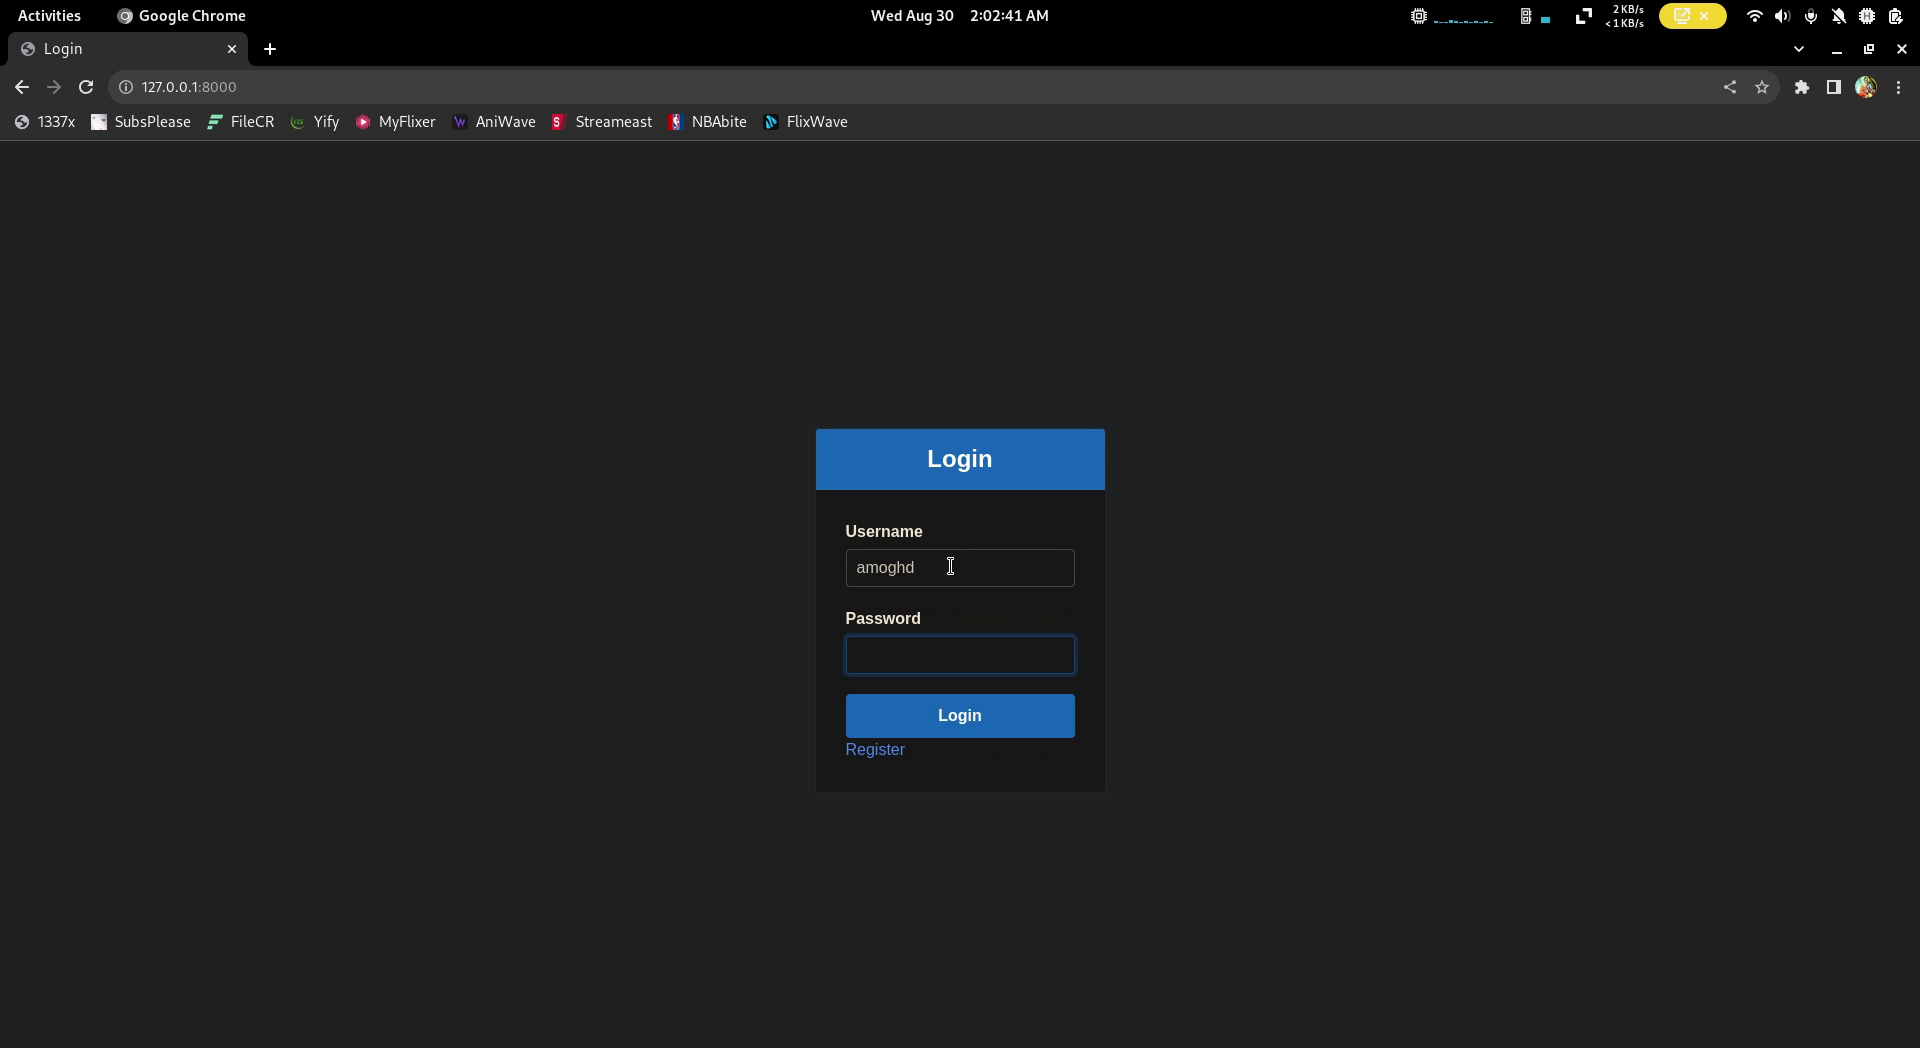 Activities Google Chrome Wed Aug 30 2:02:41 AM 2 KB/s
< 1 KB/s
Login
127.0.0.1:8000
1337x SubsPlease FileCR Yify MyFlixer AniWave Streameast NBAbite FlixWave
Login
Username
amoghd
Password
Login
Register